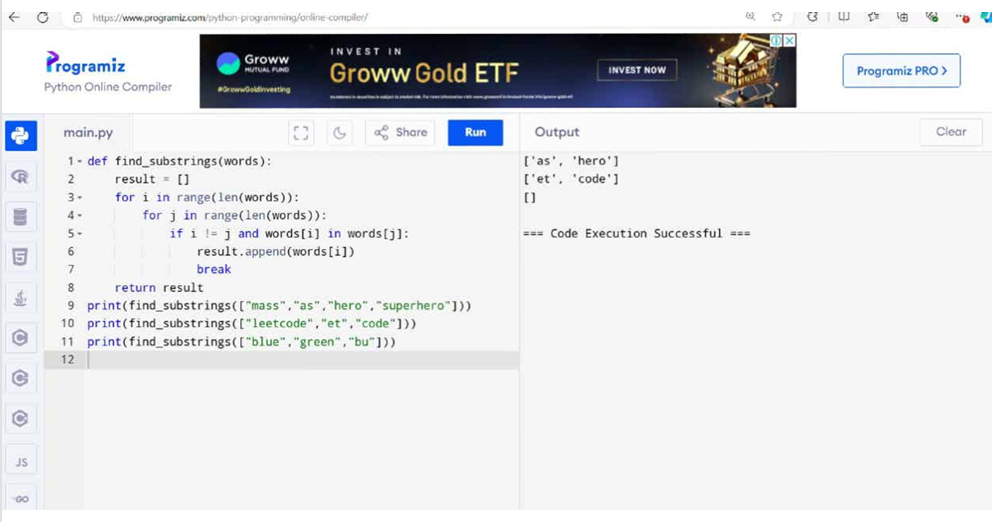 https://www.programiz.com/python-programming/online-compiler/
Programiz
Python Online Compiler
Groww
MUTUAL FUND
#GrowwGoldInvesting
INVEST IN
Groww Gold ETF
INVEST NOW
Programiz PRO >
main.py
Share
Run
Output
Clear
1 def find_substrings(words):
2 result = []
3 for i in range(len(words)):
4 for j in range(len(words)):
5 if i != j and words[i] in words[j]:
6 result.append(words[i])
7 break
8 return result
9 print(find_substrings(["mass","as","hero","superhero"]))
10 print(find_substrings(["leetcode","et","code"]))
11 print(find_substrings(["blue","green","bu"]))
12
['as', 'hero']
['et', 'code']
[]
=== Code Execution Successful ===
JS
GO